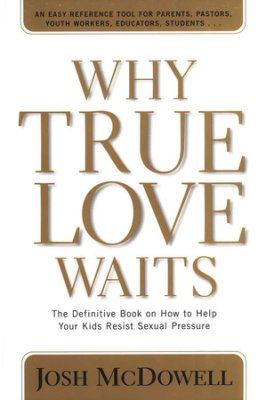 AN EASY REFERENCE TOOL FOR PARENTS, PASTORS,
YOUTH WORKERS, EDUCATORS, STUDENTS . . .
WHY
TRUE
LOVE
WAITS
The Definitive Book on How to Help
Your Kids Resist Sexual Pressure
JOSH MCDOWELL